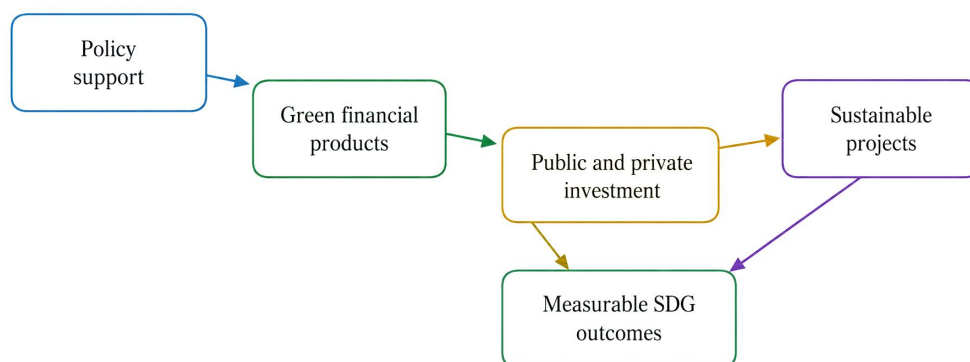 Policy
support
Green financial
products
Public and private
investment
Sustainable
projects
Measurable SDG
outcomes